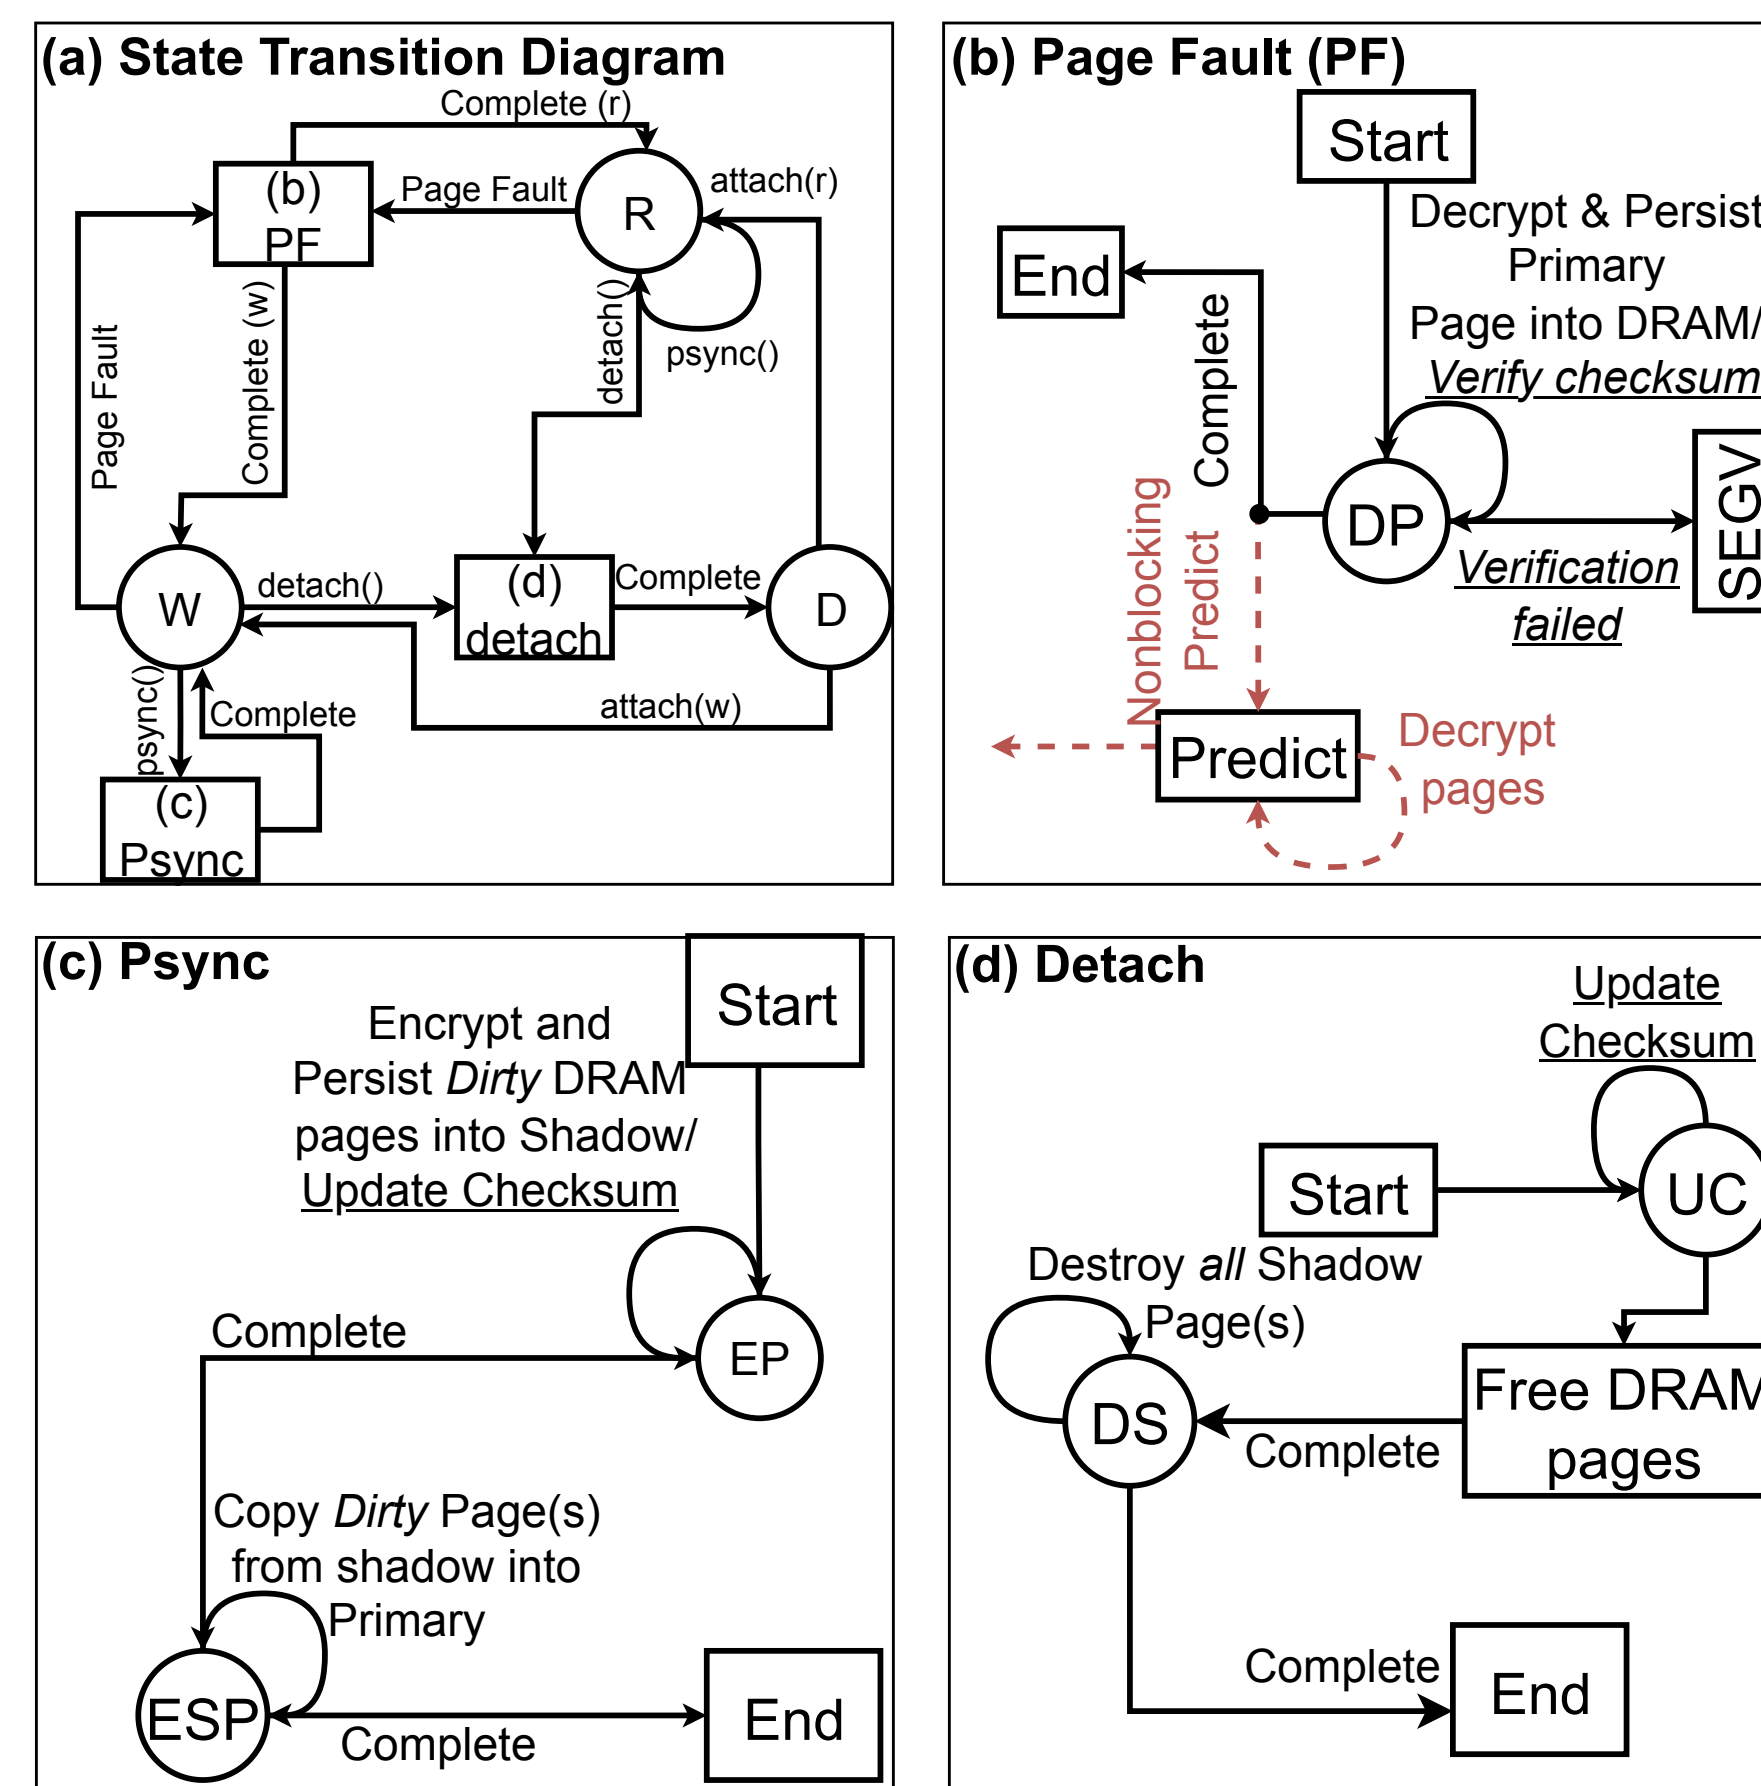 (a) State Transition Diagram
Complete (r)
(b)
PF
Page Fault
R
attach(r)
psync()
detach()
Page Fault
Complete (w)
W
detach()
(d)
detach
Complete
D
attach(w)
psync()
Complete
(c)
Psync
(b) Page Fault (PF)
Start
Decrypt & Persist
Primary
Page into DRAM/
Verify checksum
End
Complete
DP
SEGV
Verification
failed
Nonblocking
Predict
Predict
Decrypt
pages
(c) Psync
Start
Encrypt and
Persist Dirty DRAM
pages into Shadow/
Update Checksum
Complete
EP
Copy Dirty Page(s)
from shadow into
Primary
ESP
Complete
End
(d) Detach
Update
Checksum
Start
UC
Destroy all Shadow
Page(s)
DS
Complete
Free DRAM
pages
Complete
End